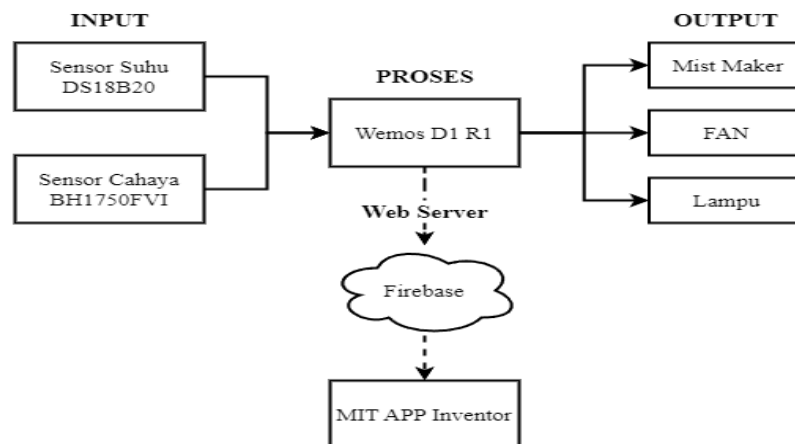 INPUT
Sensor Suhu
DS18B20
Sensor Cahaya
BH1750FVI
PROSES
Wemos D1 R1
Web Server
Firebase
MIT APP Inventor
OUTPUT
Mist Maker
FAN
Lampu